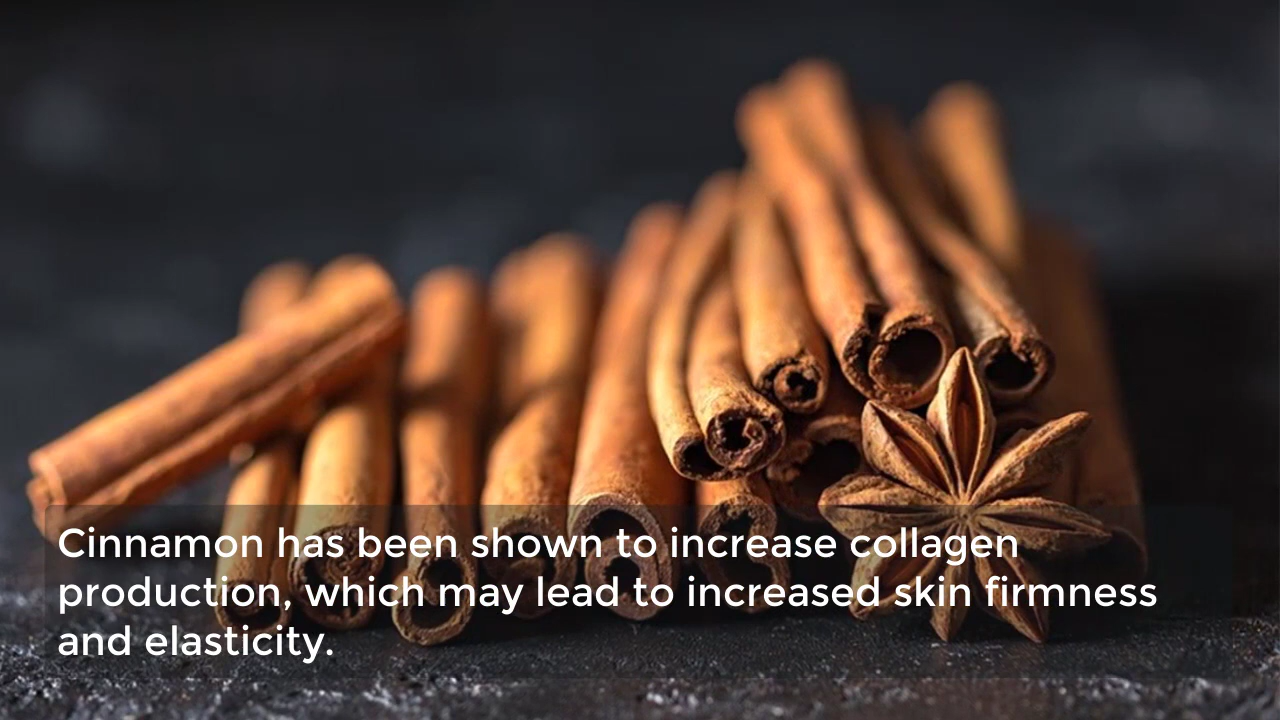 Cinnamon has been shown to increase collagen
production, which may lead to increased skin firmness
and elasticity.